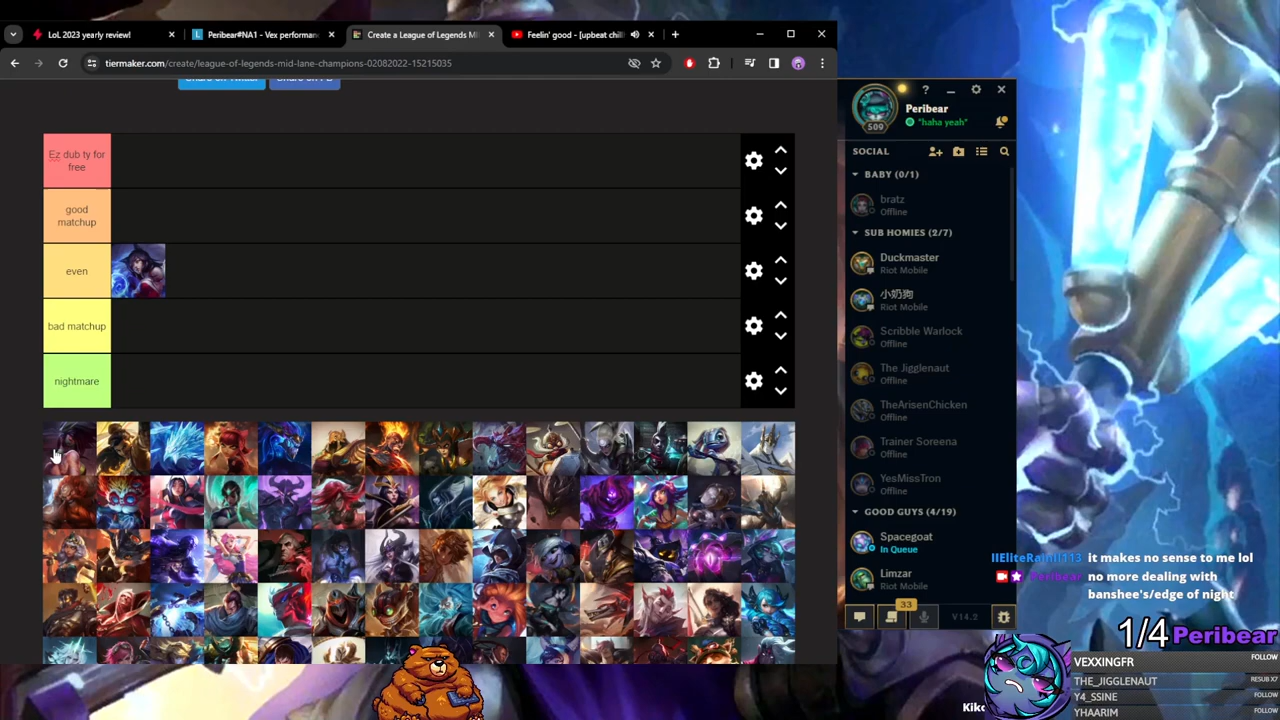 LoL 2023 yearly review!
Peribear#NA1 - Vex performanc
Create a League of Legends Mi
Feelin' good - [upbeat chill
tiermaker.com/create/league-of-legends-mid-lane-champions-02082022-15215035
Ez dub ty for free
good matchup
even
bad matchup
nightmare
509
Peribear
"haha yeah"
SOCIAL
BABY (0/1)
bratz
Offline
SUB HOMIES (2/7)
Duckmaster
Riot Mobile
小奶狗
Riot Mobile
Scribble Warlock
Offline
The Jigglenaut
Offline
TheArisenChicken
Offline
Trainer Soreena
Offline
YesMissTron
Offline
GOOD GUYS (4/19)
Spacegoat
In Queue
Limzar
Riot Mobile
33
V14.2
it makes no sense to me lol
Peribear no more dealing with
banshee's/edge of night
1/4 Peribear
VEXXINGFR FOLLOW
THE_JIGGLENAUT RESUB X7
Y4_SSINE FOLLOW
YHAARIM FOLLOW